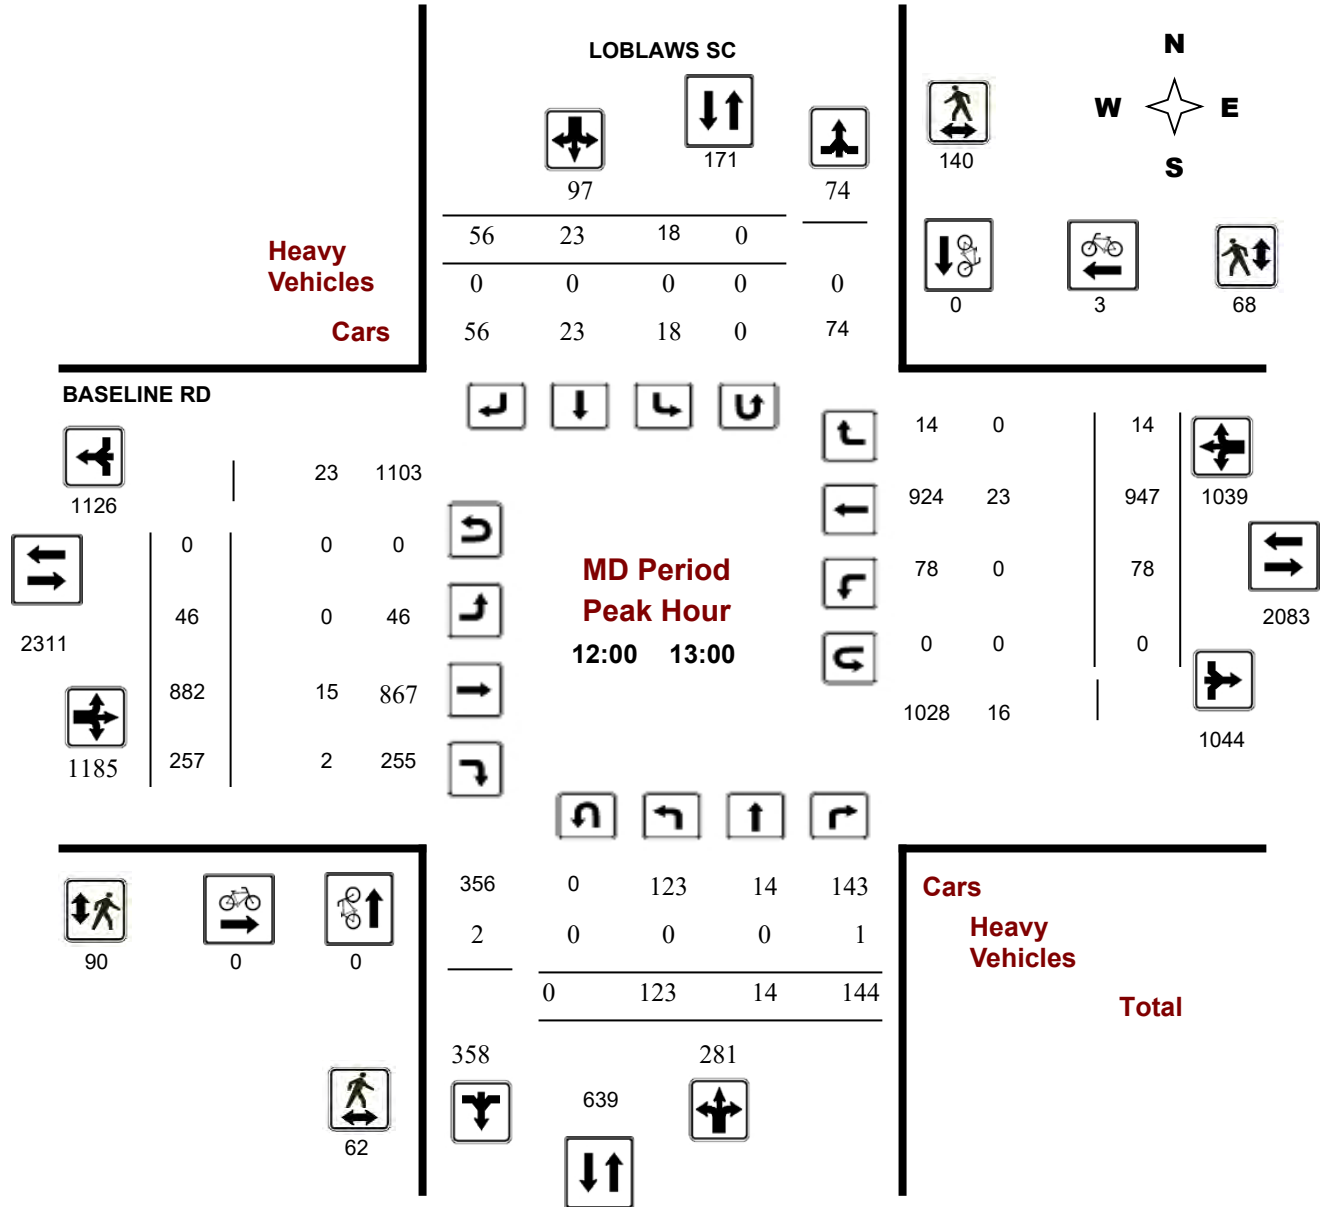 LOBLAWS SC
N
W E
S
171
140
97
74
56 23 18 0
Heavy
Vehicles
0 0 0 0 0
0 3 68
Cars
56 23 18 0 74
BASELINE RD
14 0 14
23 1103
1126
924 23 947 1039
0 0 0
MD Period
78 0 78
Peak Hour
46 0 46
2083
2311
12:00 13:00
0 0 0
882 15 867
1028 16
1044
1185 257 2 255
356 0 123 14 143
Cars
2 0 0 0 1
Heavy
Vehicles
90 0 0
0 123 14 144
Total
358 281
639
62